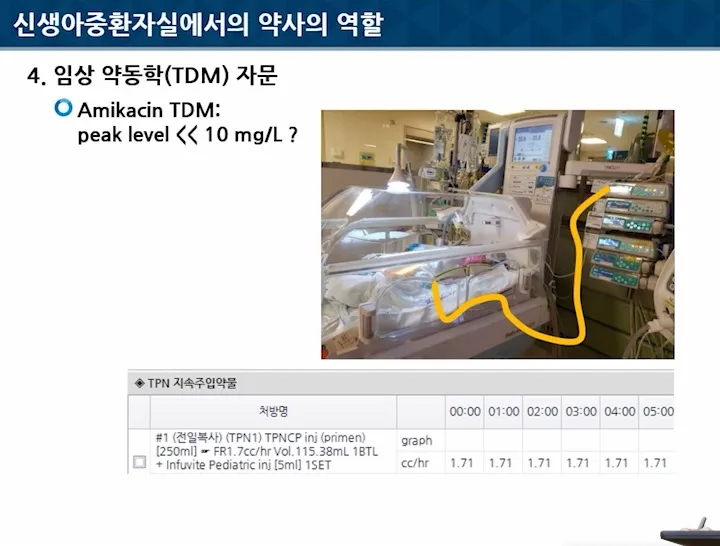 신생아중환자실에서의 약사의 역할
4. 임상 약동학(TDM) 자문
Amikacin TDM:
peak level << 10 mg/L ?
◈ TPN 지속주입약물
처방명 00:00 01:00 02:00 03:00 04:00 05:00
#1 (전일복사) (TPN1) TPNCP inj (primen) graph
[250ml] ☞ FR1.7cc/hr Vol.115.38mL 1BTL
+ Infuvite Pediatric inj [5ml] 1SET cc/hr 1.71 1.71 1.71 1.71 1.71 1.71